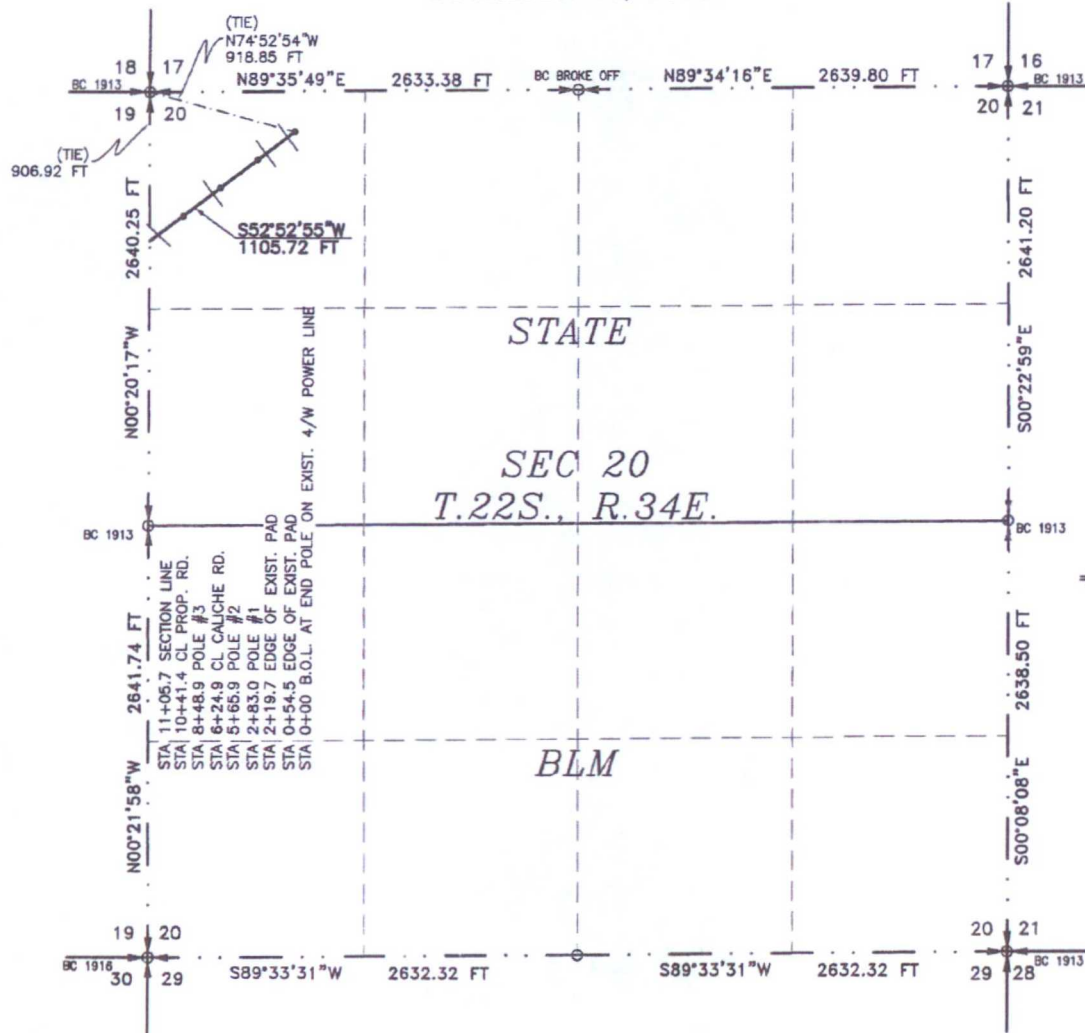 (TIE)
N74°52'54"W
918.85 FT
18 17
BC 1913
19 20
N89°35'49"E 2633.38 FT
BC BROKE OFF
N89°34'16"E 2639.80 FT
17 16
BC 1913
20 21
(TIE)
906.92 FT
2640.25 FT
N00°20'17"W
S52°52'55"W
1105.72 FT
2641.20 FT
S00°22'59"E
STATE
SEC 20
T.22S., R.34E.
BC 1913
BC 1913
STA 11+05.7 SECTION LINE
STA 10+41.4 CL PROP. RD.
STA 8+48.9 POLE #3
STA 6+24.9 CL CALICHE RD.
STA 5+65.9 POLE #2
STA 2+83.0 POLE #1
STA 2+19.7 EDGE OF EXIST. PAD
STA 0+54.5 EDGE OF EXIST. PAD
STA 0+00 B.O.L. AT END POLE ON EXIST. 4/W POWER LINE
2641.74 FT
N00°21'58"W
2638.50 FT
S00°08'08"E
BLM
19 20
BC 1916
30 29
S89°33'31"W 2632.32 FT
S89°33'31"W 2632.32 FT
20 21
BC 1913
29 28